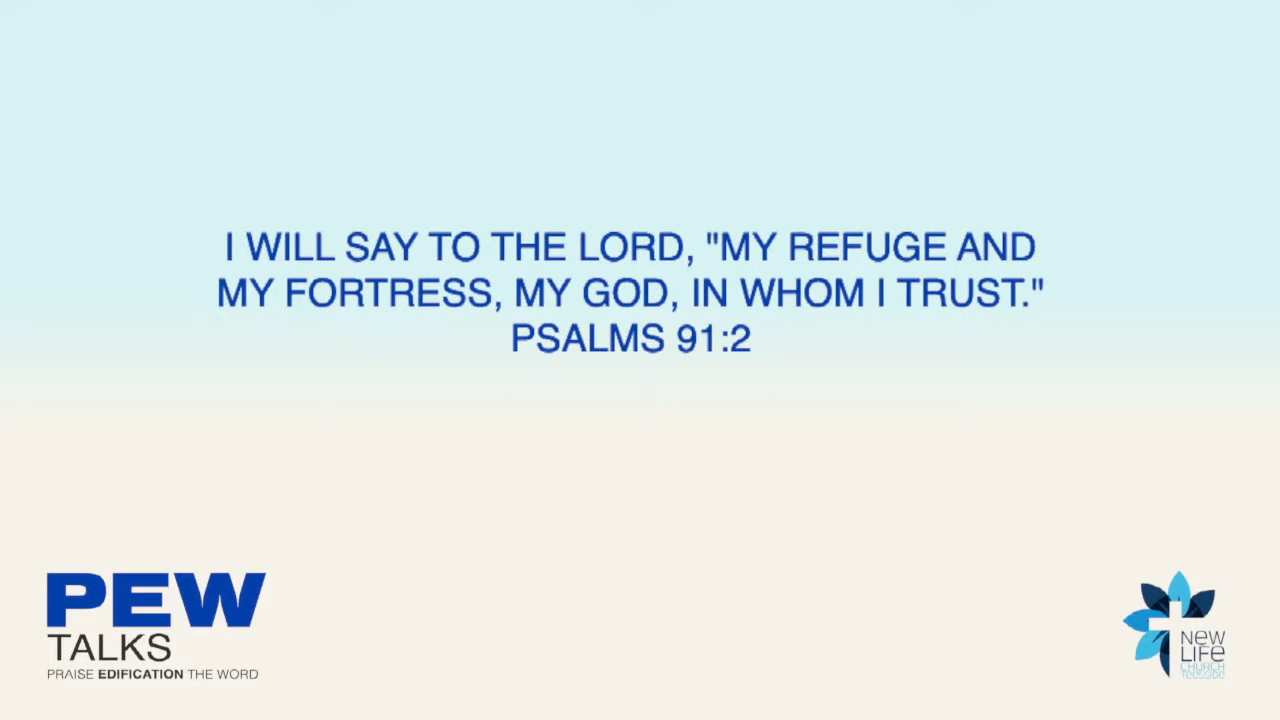 I WILL SAY TO THE LORD, "MY REFUGE AND
MY FORTRESS, MY GOD, IN WHOM I TRUST."
PSALMS 91:2
PEW
TALKS
PRAISE EDIFICATION THE WORD
NEW
LIFE
CHURCH
TEESSIDE